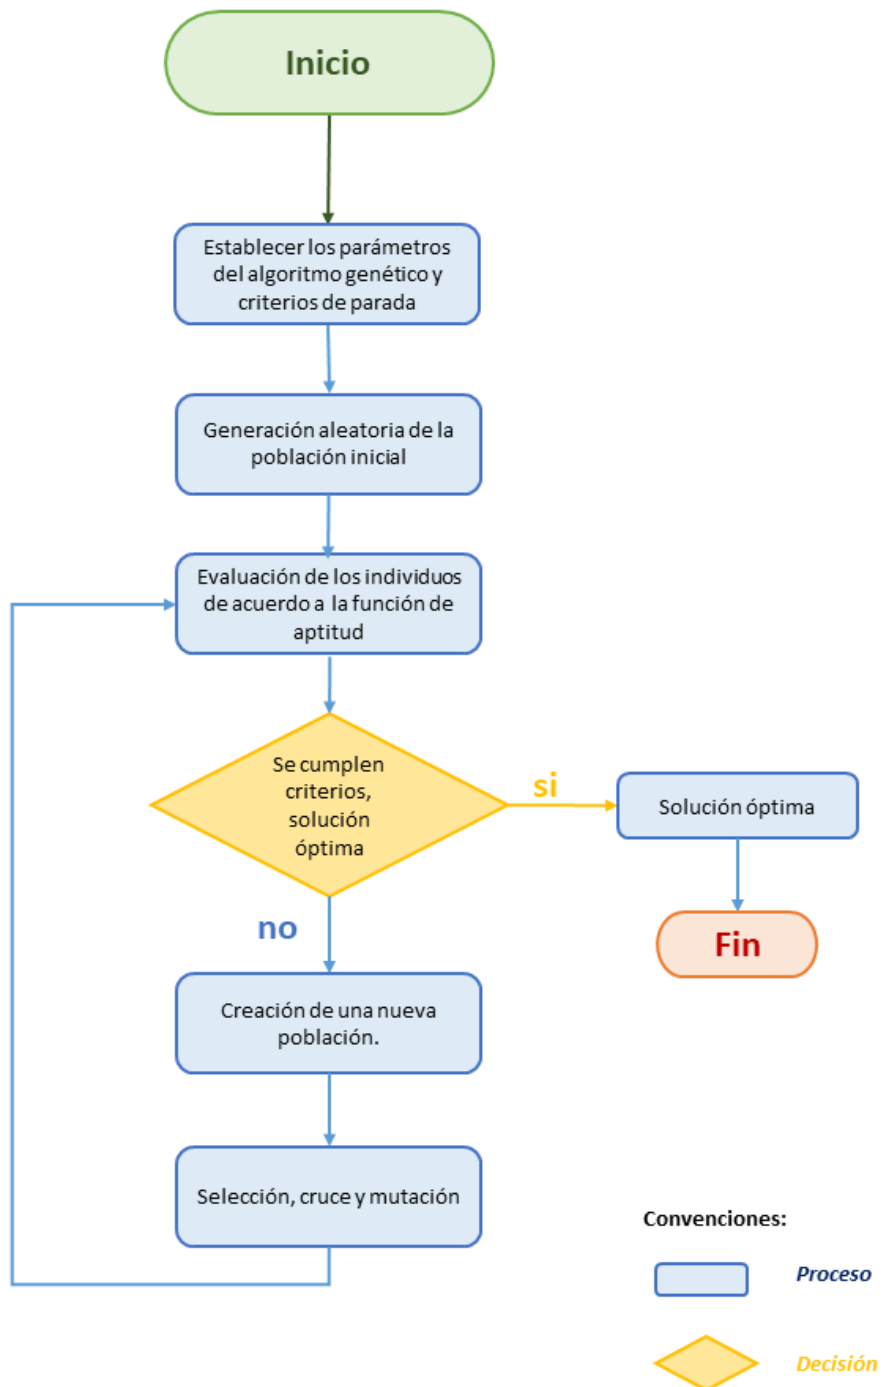 Inicio
Establecer los parámetros
del algoritmo genético y
criterios de parada
Generación aleatoria de la
población inicial
Evaluación de los individuos
de acuerdo a la función de
aptitud
Se cumplen
criterios,
solución
óptima
si
Solución óptima
Fin
no
Creación de una nueva
población.
Selección, cruce y mutación
Convenciones:
Proceso
Decisión